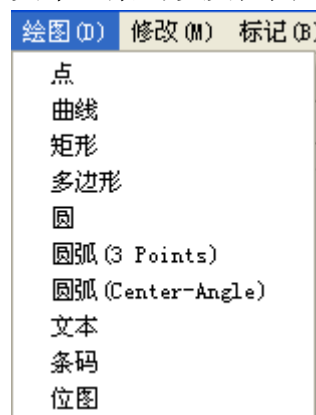 绘图(D) 修改(M) 标记(B)
点
曲线
矩形
多边形
圆
圆弧(3 Points)
圆弧(Center-Angle)
文本
条码
位图